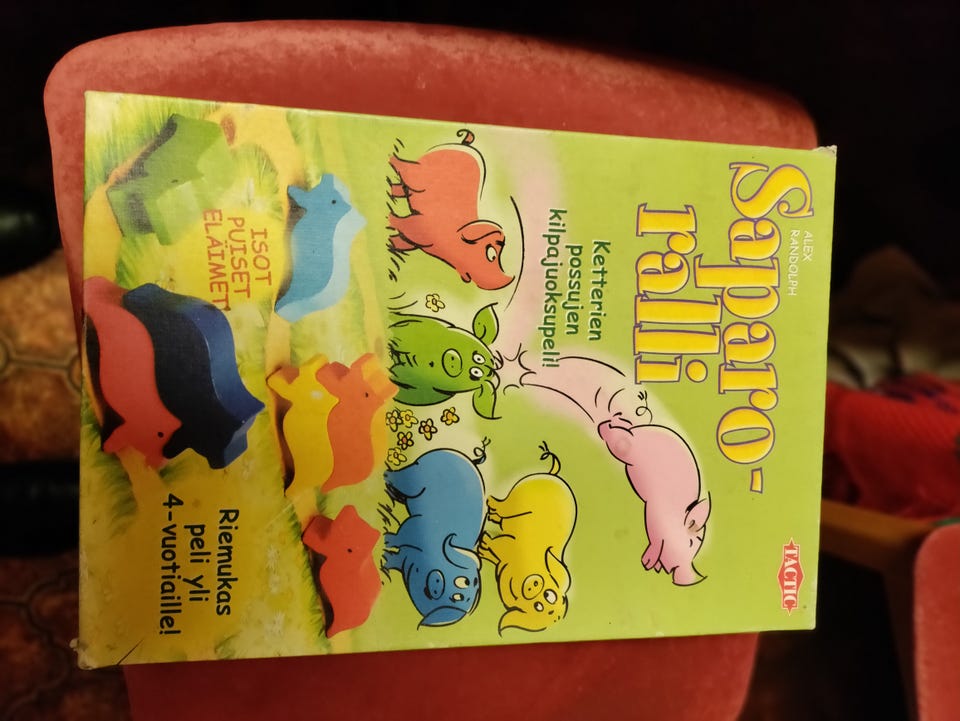 ALEX
RANDOLPH
Saparo-
ralli
TACTIC
Ketterien
possujen
kilpajuoksupeli!
ISOT
PUISET
ELÄIMET
Riemukas
peli yli
4-vuotiaille!